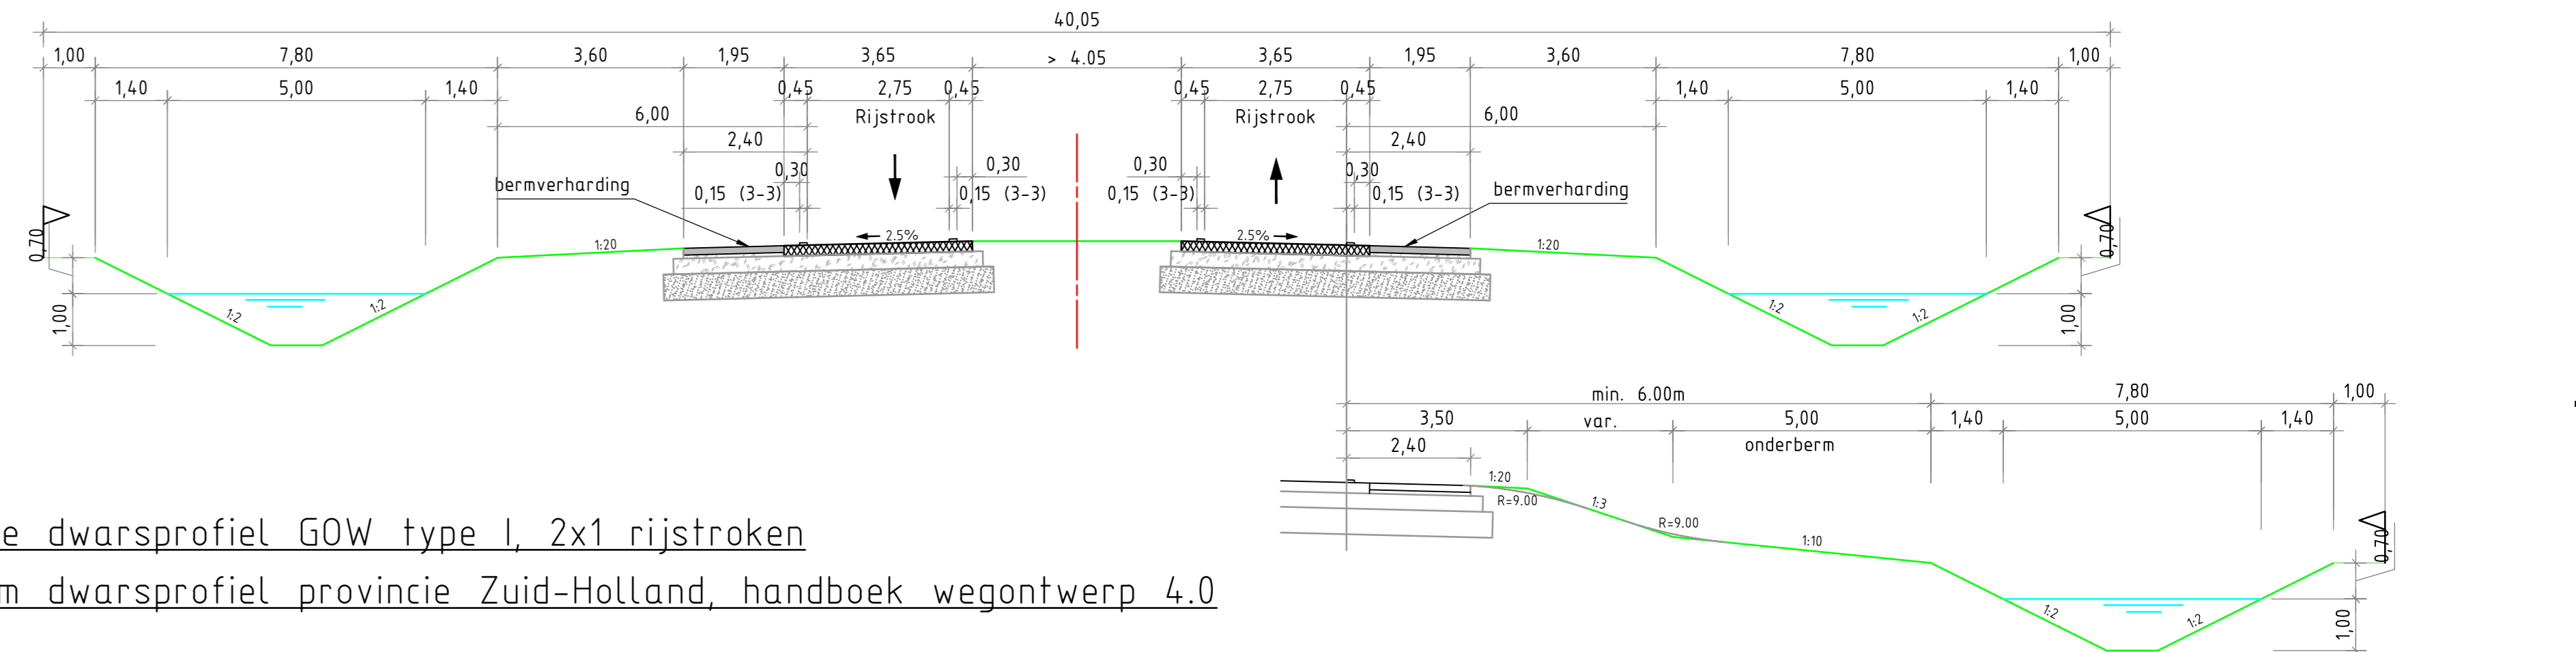 40,05
1,00 7,80 3,60 1,95 3,65 > 4.05 3,65 1,95 3,60 7,80 1,00
1,40 5,00 1,40 0,45 2,75 0,45 0,45 2,75 0,45 1,40 5,00 1,40
6,00 Rijstrook Rijstrook 6,00
2,40 2,40
0,30 0,30 0,30 0,30
bermverharding 0,15 (3-3) 0,15 (3-3) 0,15 (3-3) 0,15 (3-3) bermverharding
0,70 1:20 2.5% 2.5% 1:20 0,70
1,00 1:2 1:2 1:2 1:2 1,00
min. 6.00m 7,80 1,00
3,50 var. 5,00 1,40 5,00 1,40
2,40 onderberm
1:20 R=9.00 1:3 R=9.00 1:10 0,70
1:2 1:2 1,00
e dwarsprofiel GOW type I, 2x1 rijstroken
m dwarsprofiel provincie Zuid-Holland, handboek wegontwerp 4.0